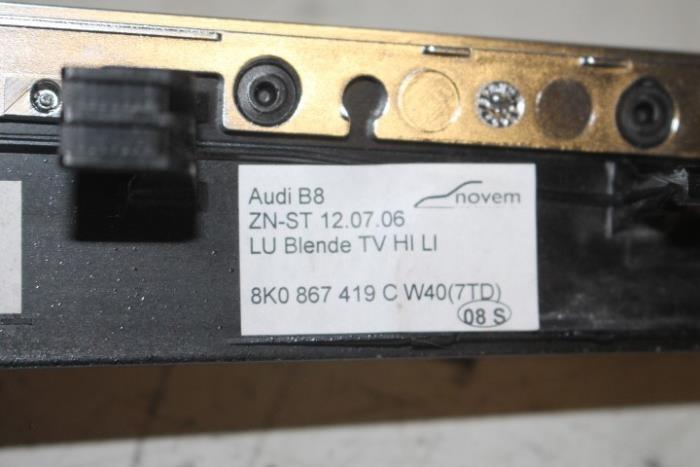 Audi B8
novem
ZN-ST 12.07.06
LU Blende TV HI LI
8K0 867 419 C W40(7TD)
08 S